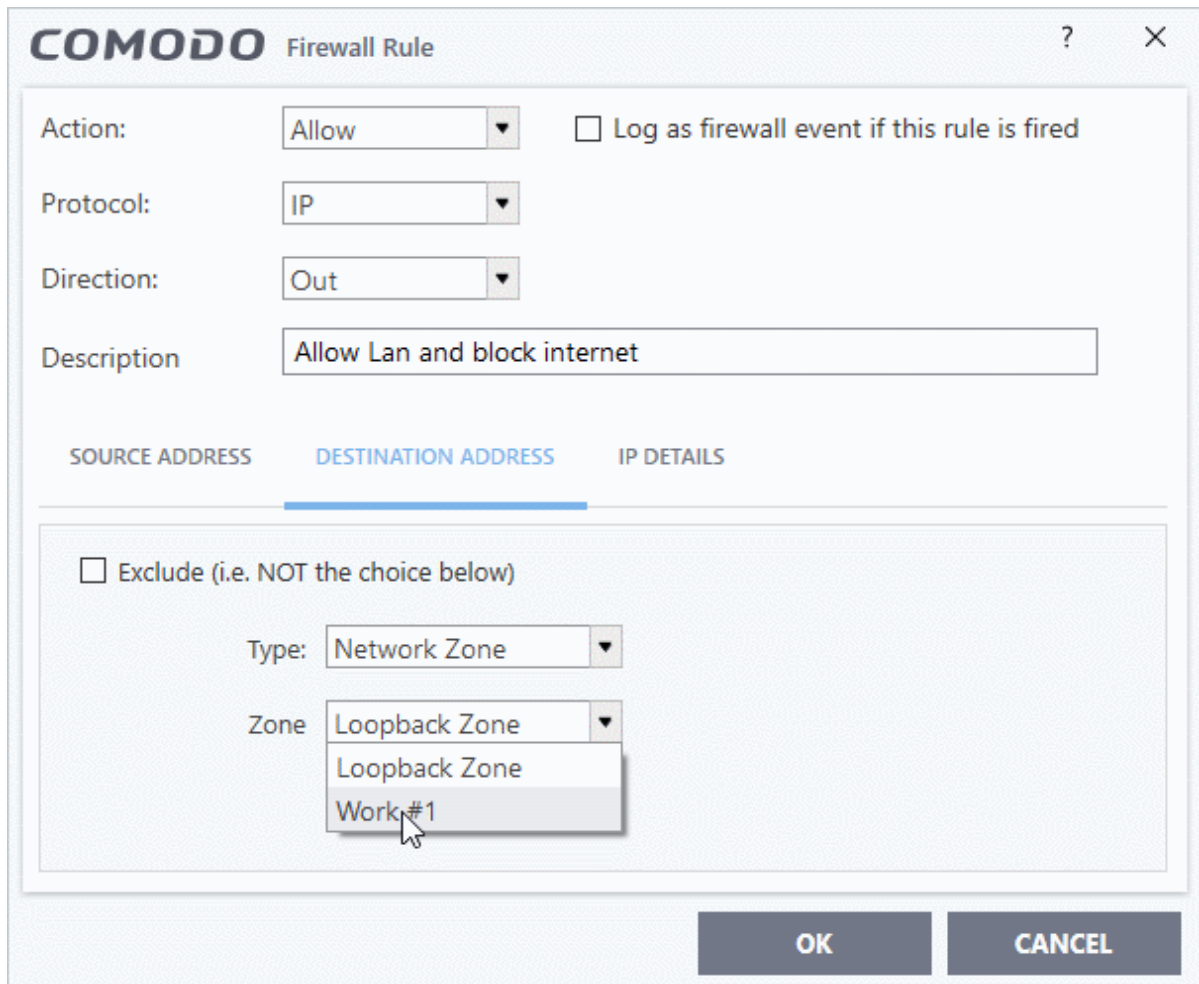 COMODO Firewall Rule ?
Action: Allow Log as firewall event if this rule is fired
Protocol: IP
Direction: Out
Description Allow Lan and block internet
SOURCE ADDRESS DESTINATION ADDRESS IP DETAILS
Exclude (i.e. NOT the choice below)
Type: Network Zone
Zone Loopback Zone
Loopback Zone
Work #1
OK CANCEL